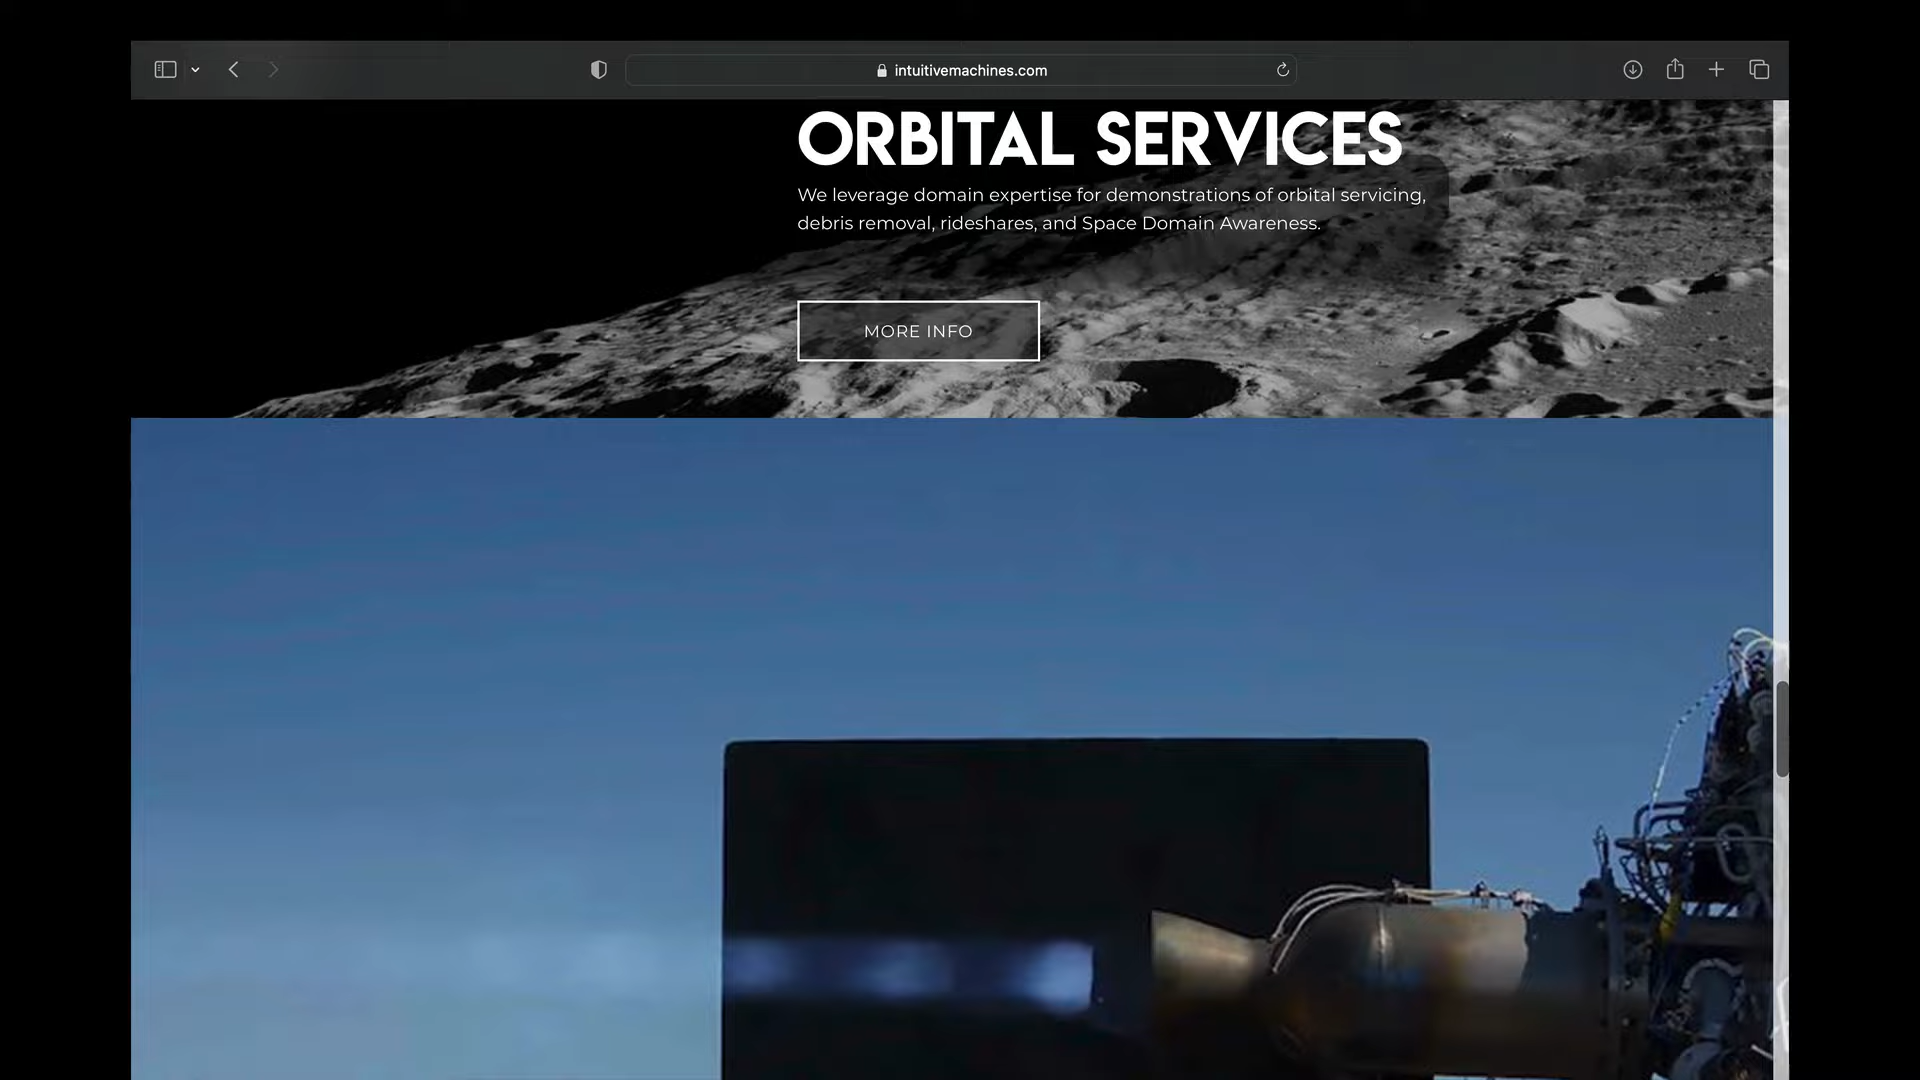 intuitivemachines.com
ORBITAL SERVICES
We leverage domain expertise for demonstrations of orbital servicing,
debris removal, rideshares, and Space Domain Awareness.
MORE INFO